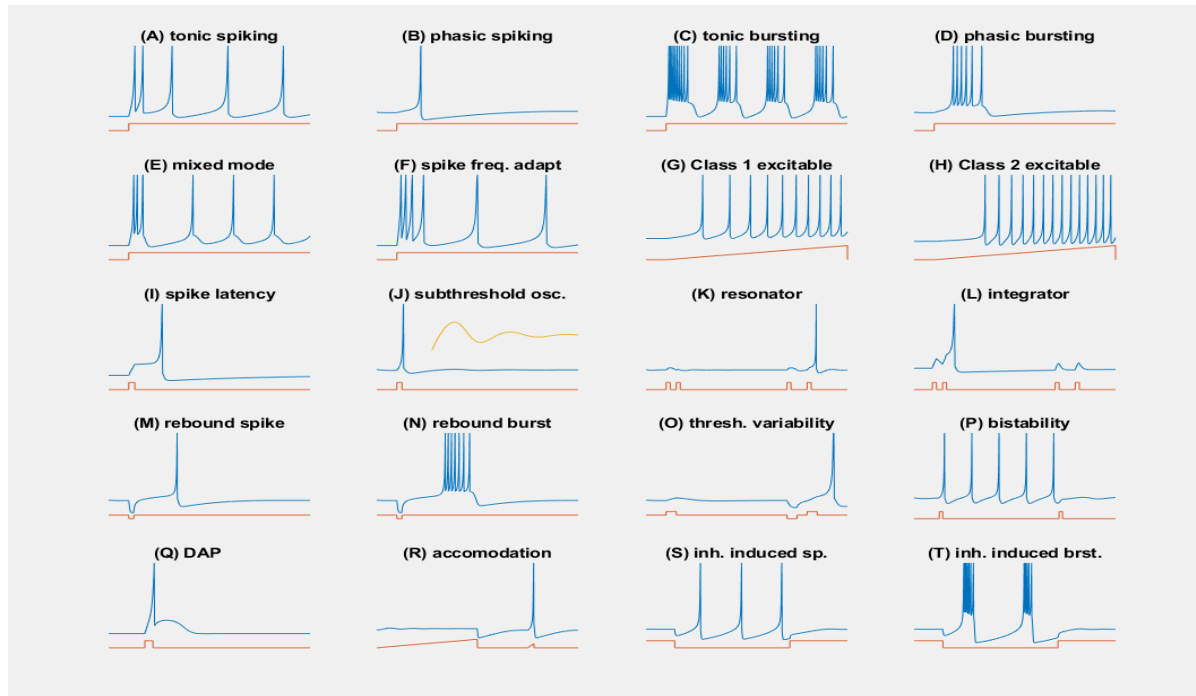 (A) tonic spiking
(B) phasic spiking
(C) tonic bursting
(D) phasic bursting
(E) mixed mode
(F) spike freq. adapt
(G) Class 1 excitable
(H) Class 2 excitable
(I) spike latency
(J) subthreshold osc.
(K) resonator
(L) integrator
(M) rebound spike
(N) rebound burst
(O) thresh. variability
(P) bistability
(Q) DAP
(R) accomodation
(S) inh. induced sp.
(T) inh. induced brst.